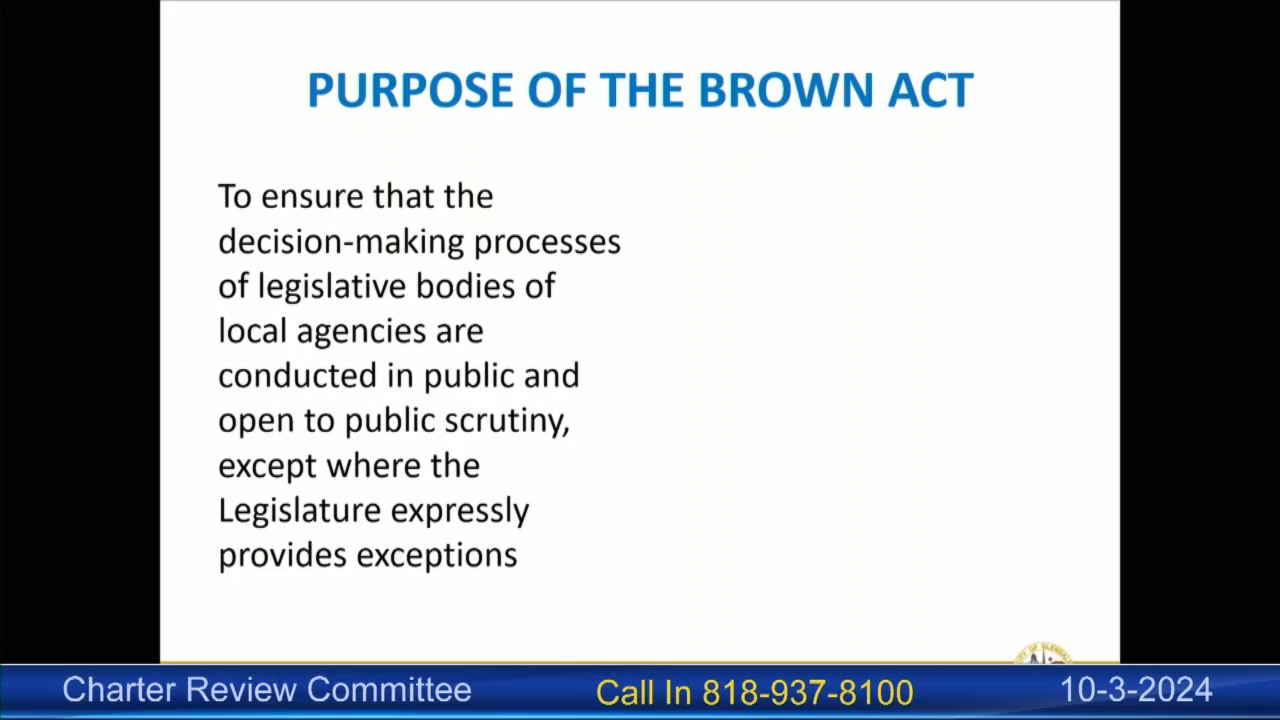 PURPOSE OF THE BROWN ACT
To ensure that the
decision-making processes
of legislative bodies of
local agencies are
conducted in public and
open to public scrutiny,
except where the
Legislature expressly
provides exceptions
Charter Review Committee
Call In 818-937-8100
10-3-2024